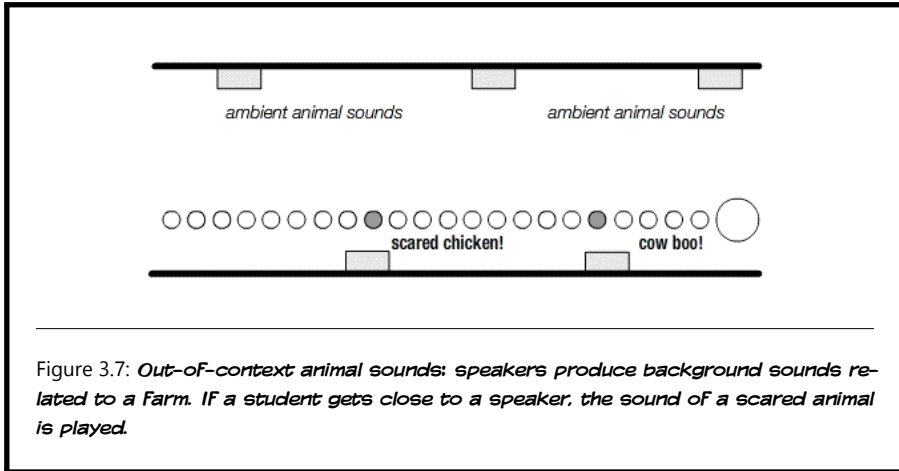 ambient animal sounds ambient animal sounds
scared chicken! cow boo!
Figure 3.7: Out-of-context animal sounds: speakers produce background sounds re-
lated to a Farm. If a student gets close to a speaker, the sound of a scared animal
is played.